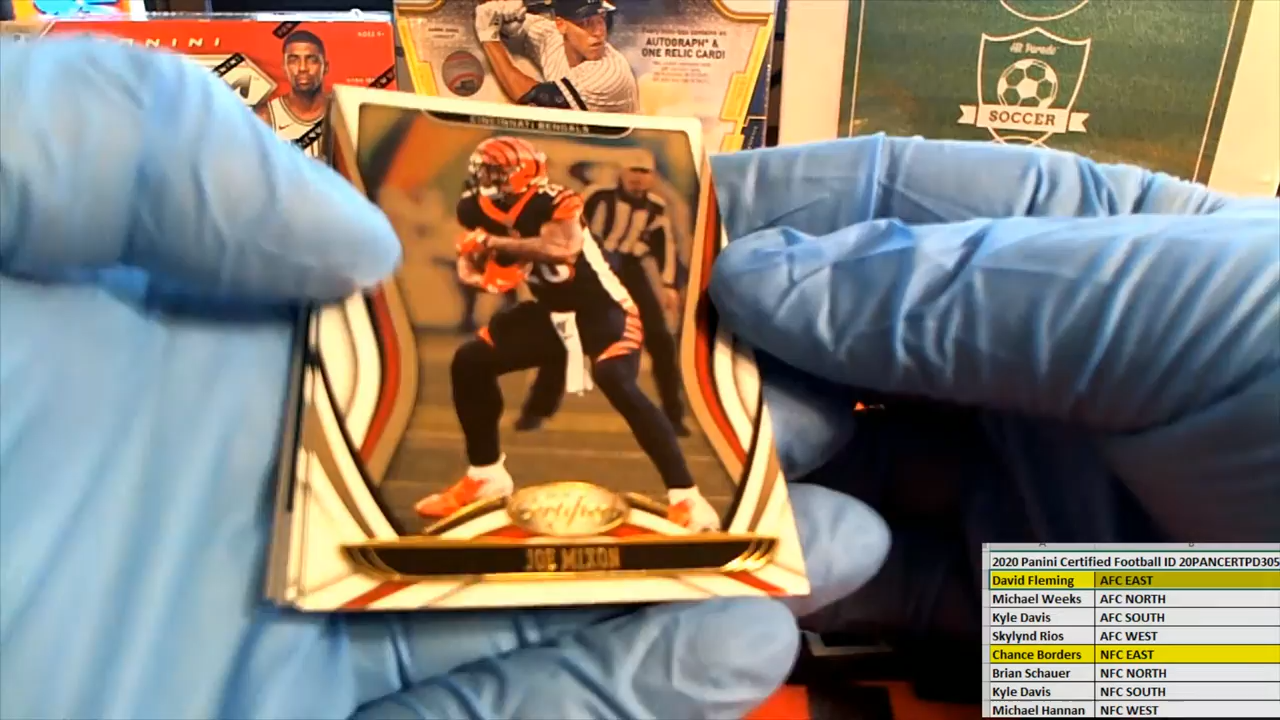 PANINI
AUTOGRAPH &
ONE RELIC CARD!
AR Parade
SOCCER
CINCINNATI BENGALS
Certified
JOE MIXON
2020 Panini Certified Football ID 20PANCERTPD305
David Fleming AFC EAST
Michael Weeks AFC NORTH
Kyle Davis AFC SOUTH
Skylynd Rios AFC WEST
Chance Borders NFC EAST
Brian Schauer NFC NORTH
Kyle Davis NFC SOUTH
Michael Hannan NFC WEST